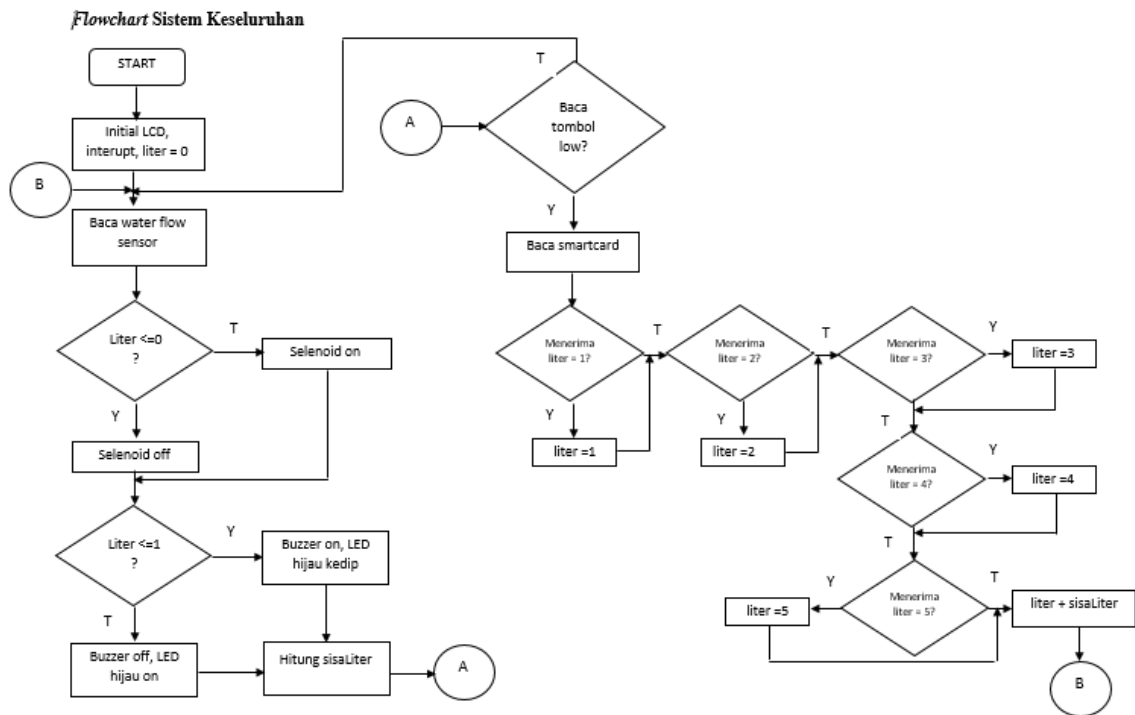 Flowchart Sistem Keseluruhan
START
Initial LCD,
interupt, liter = 0
B
Baca water flow
sensor
Liter <=0
?
T
Selenoid on
Y
Selenoid off
Liter <=1
?
Y
Buzzer on, LED
hijau kedip
T
Buzzer off, LED
hijau on
Hitung sisaLiter
A
A
T
Baca
tombol
low?
Y
Baca smartcard
Menerima
liter = 1?
T
Y
liter =1
Menerima
liter = 2?
T
Y
liter =2
Menerima
liter = 3?
Y
liter =3
T
Menerima
liter = 4?
Y
liter =4
T
Menerima
liter = 5?
Y
liter =5
T
liter + sisaLiter
B